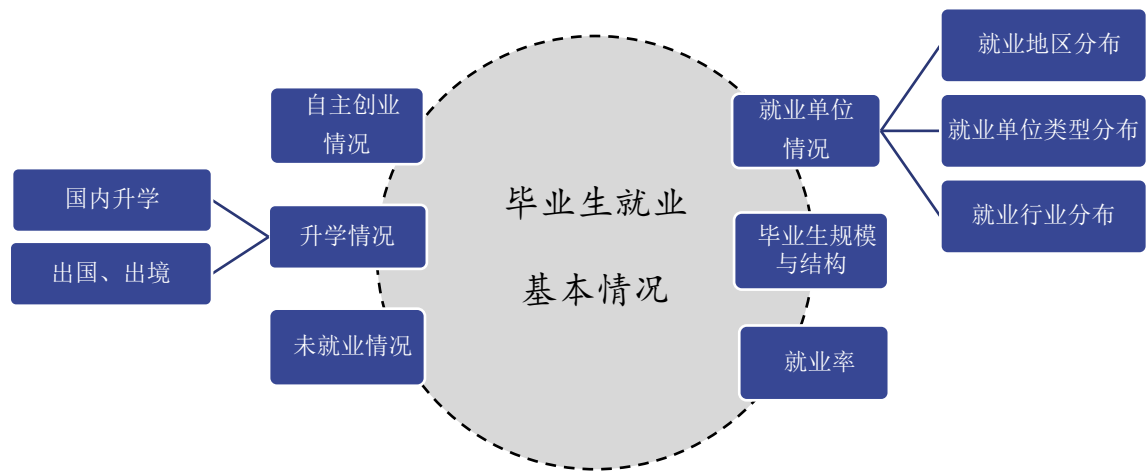 就业地区分布
自主创业
情况
就业单位
情况
就业单位类型分布
国内升学
升学情况
出国、出境
毕业生就业
基本情况
毕业生规模
与结构
就业行业分布
未就业情况
就业率